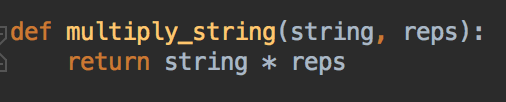 def multiply_string(string, reps):
    return string * reps